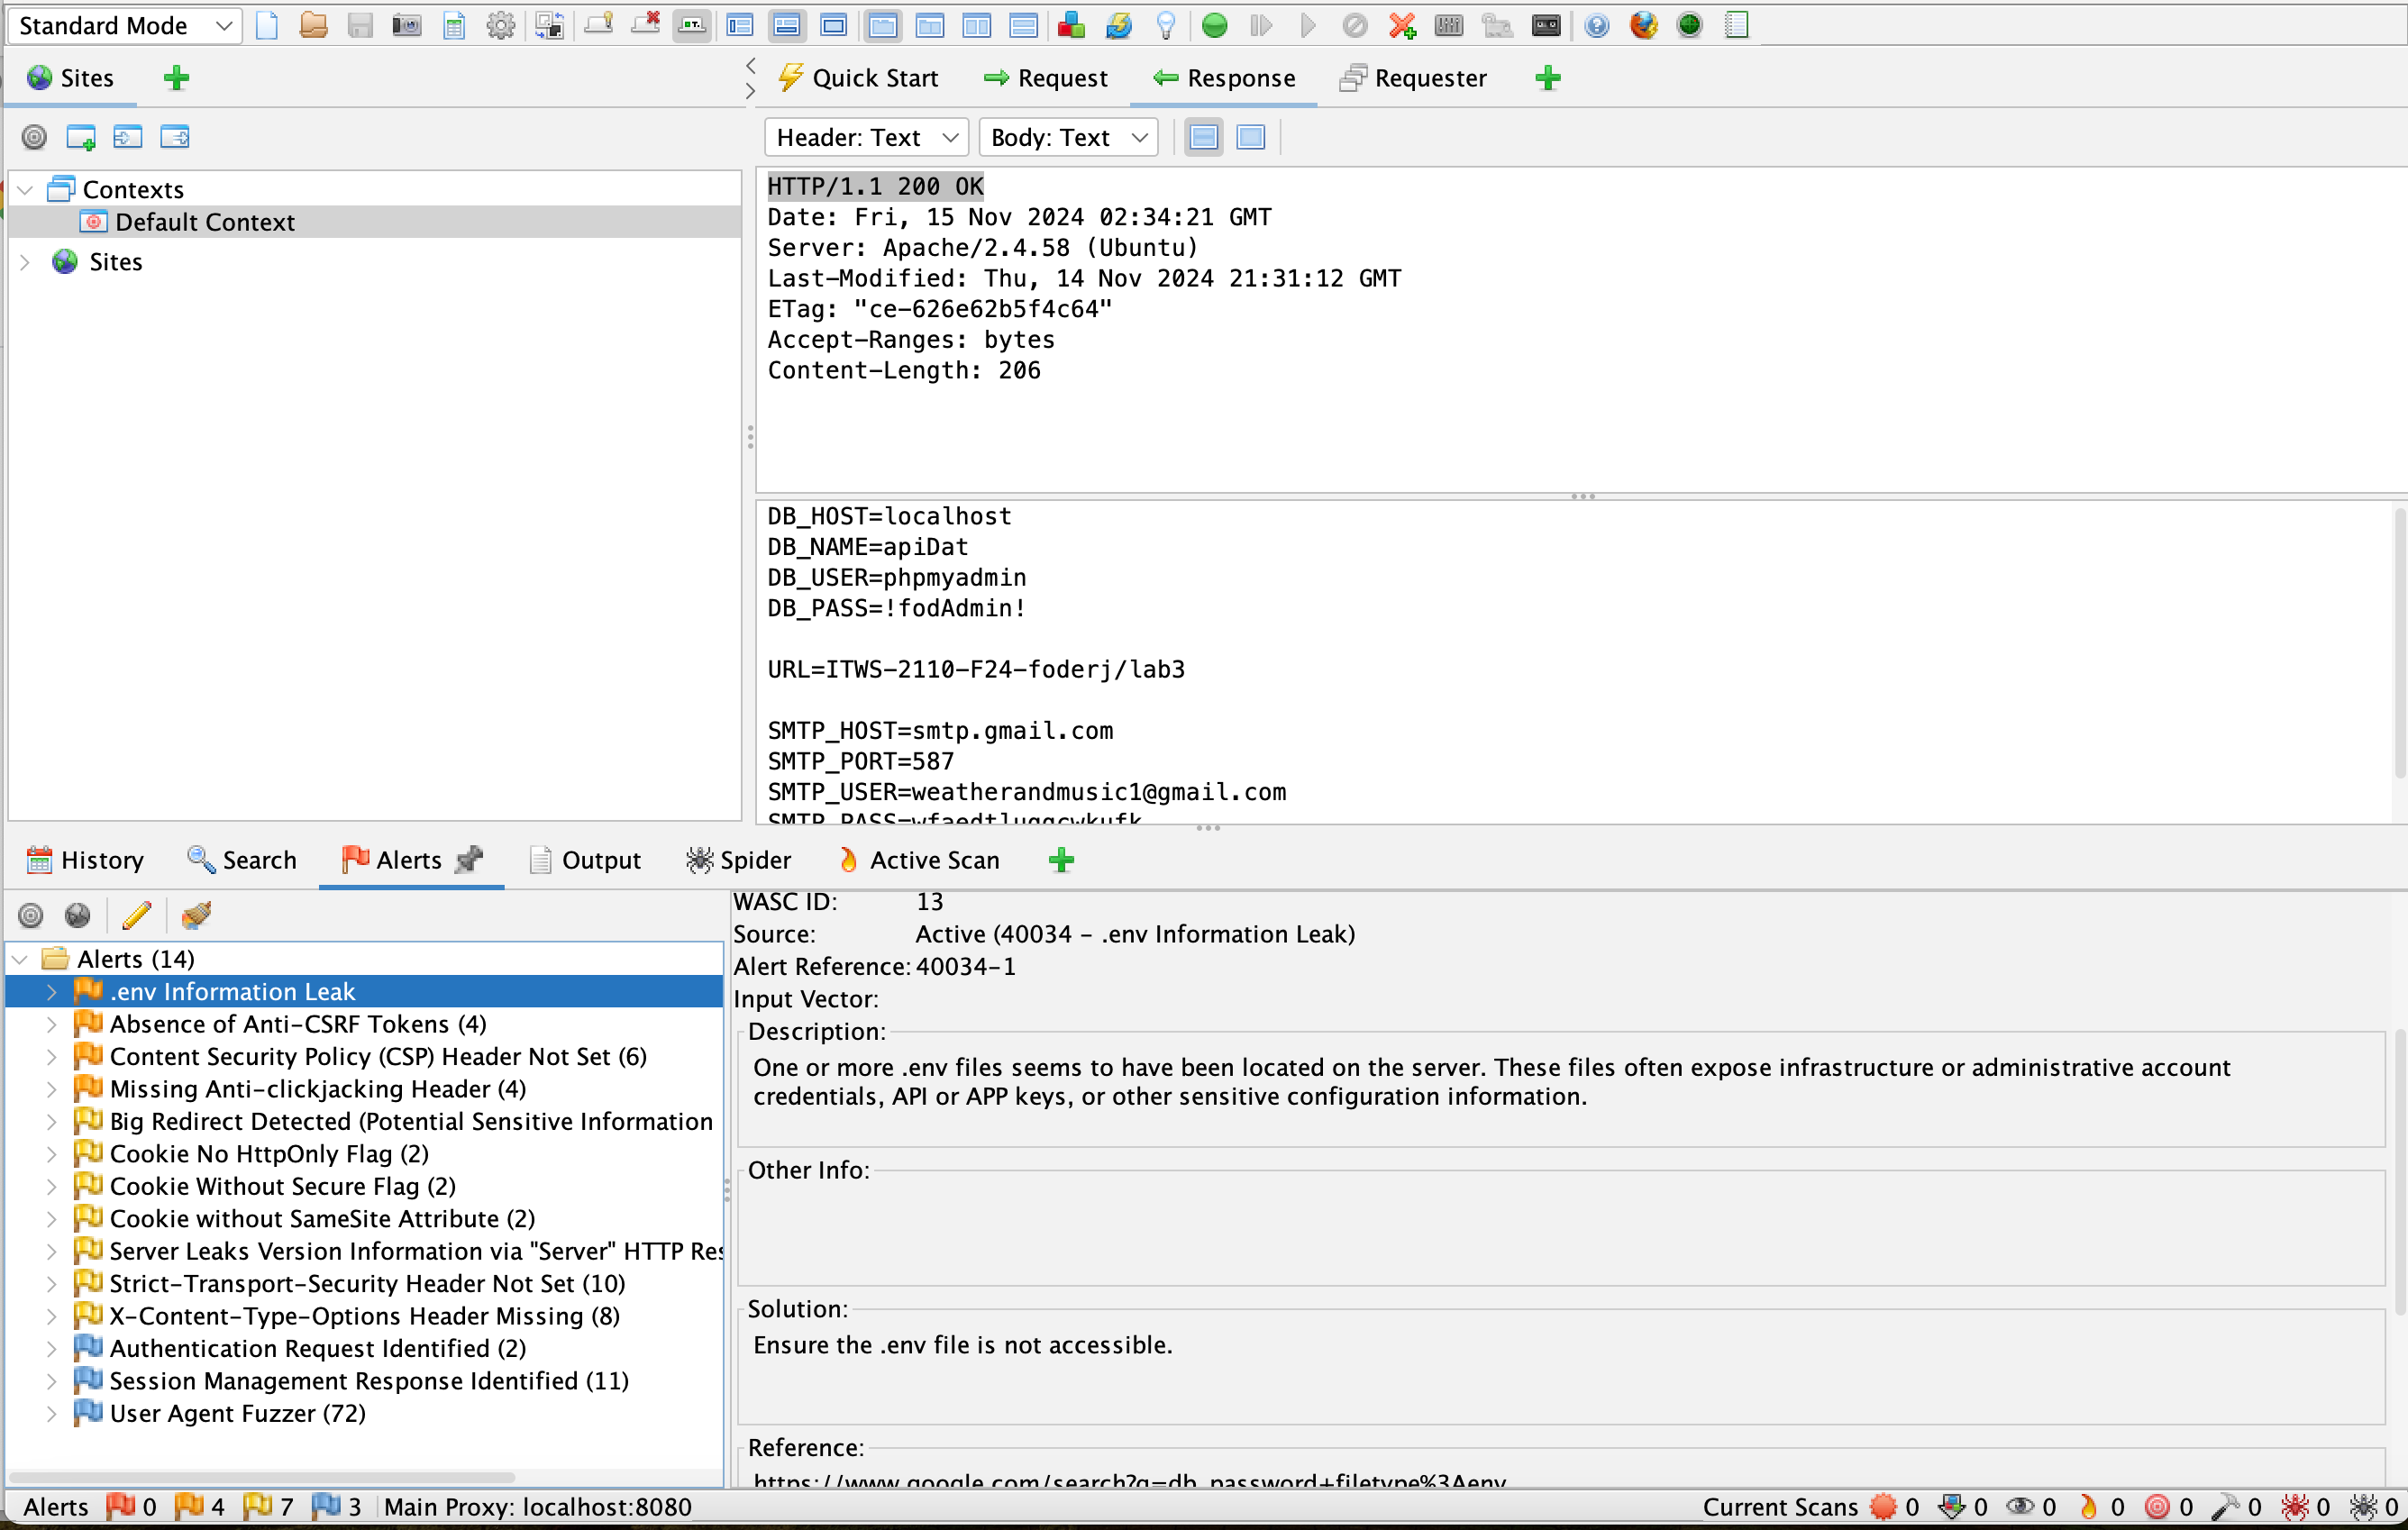 Standard Mode
Sites
Quick Start
Request
Response
Requester
Header: Text
Body: Text
Contexts
Default Context
Sites
HTTP/1.1 200 OK
Date: Fri, 15 Nov 2024 02:34:21 GMT
Server: Apache/2.4.58 (Ubuntu)
Last-Modified: Thu, 14 Nov 2024 21:31:12 GMT
ETag: "ce-626e62b5f4c64"
Accept-Ranges: bytes
Content-Length: 206
DB_HOST=localhost
DB_NAME=apiDat
DB_USER=phpmyadmin
DB_PASS=!fodAdmin!
URL=ITWS-2110-F24-foderj/lab3
SMTP_HOST=smtp.gmail.com
SMTP_PORT=587
SMTP_USER=weatherandmusic1@gmail.com
History
Search
Alerts
Output
Spider
Active Scan
Alerts (14)
.env Information Leak
Absence of Anti-CSRF Tokens (4)
Content Security Policy (CSP) Header Not Set (6)
Missing Anti-clickjacking Header (4)
Big Redirect Detected (Potential Sensitive Information
Cookie No HttpOnly Flag (2)
Cookie Without Secure Flag (2)
Cookie without SameSite Attribute (2)
Server Leaks Version Information via "Server" HTTP Res
Strict-Transport-Security Header Not Set (10)
X-Content-Type-Options Header Missing (8)
Authentication Request Identified (2)
Session Management Response Identified (11)
User Agent Fuzzer (72)
WASC ID: 13
Source: Active (40034 - .env Information Leak)
Alert Reference: 40034-1
Input Vector:
Description:
One or more .env files seems to have been located on the server. These files often expose infrastructure or administrative account
credentials, API or APP keys, or other sensitive configuration information.
Other Info:
Solution:
Ensure the .env file is not accessible.
Reference:
https://www.google.com/search?q=db_password+filetype%3Aenv
Alerts 0 4 7 3 Main Proxy: localhost:8080
Current Scans 0 0 0 0 0 0 0 0